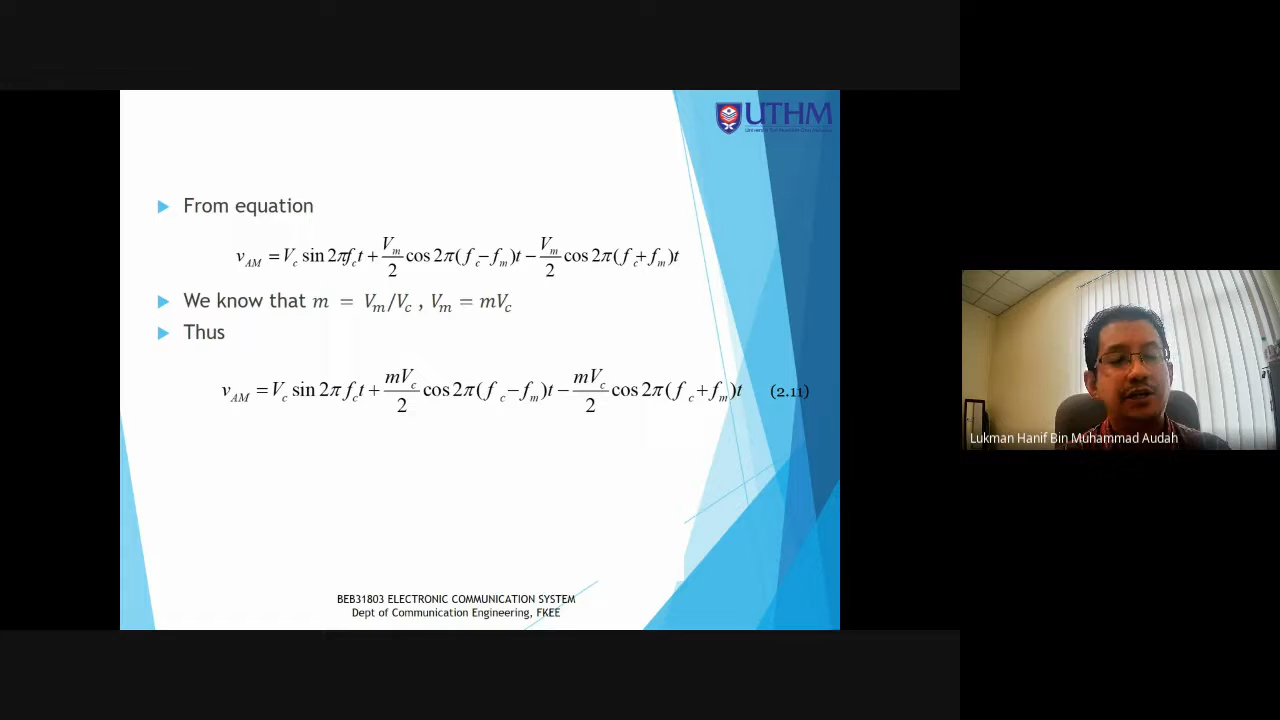 UTHM
From equation
v_AM = V_c sin 2πf_c t + V_m/2 cos 2π(f_c − f_m)t − V_m/2 cos 2π(f_c + f_m)t
We know that m = V_m/V_c , V_m = mV_c
Thus
v_AM = V_c sin 2π f_c t + mV_c/2 cos 2π(f_c − f_m)t − mV_c/2 cos 2π(f_c + f_m)t (2.11)
Lukman Hanif Bin Muhammad Audah
BEB31803 ELECTRONIC COMMUNICATION SYSTEM
Dept of Communication Engineering, FKEE